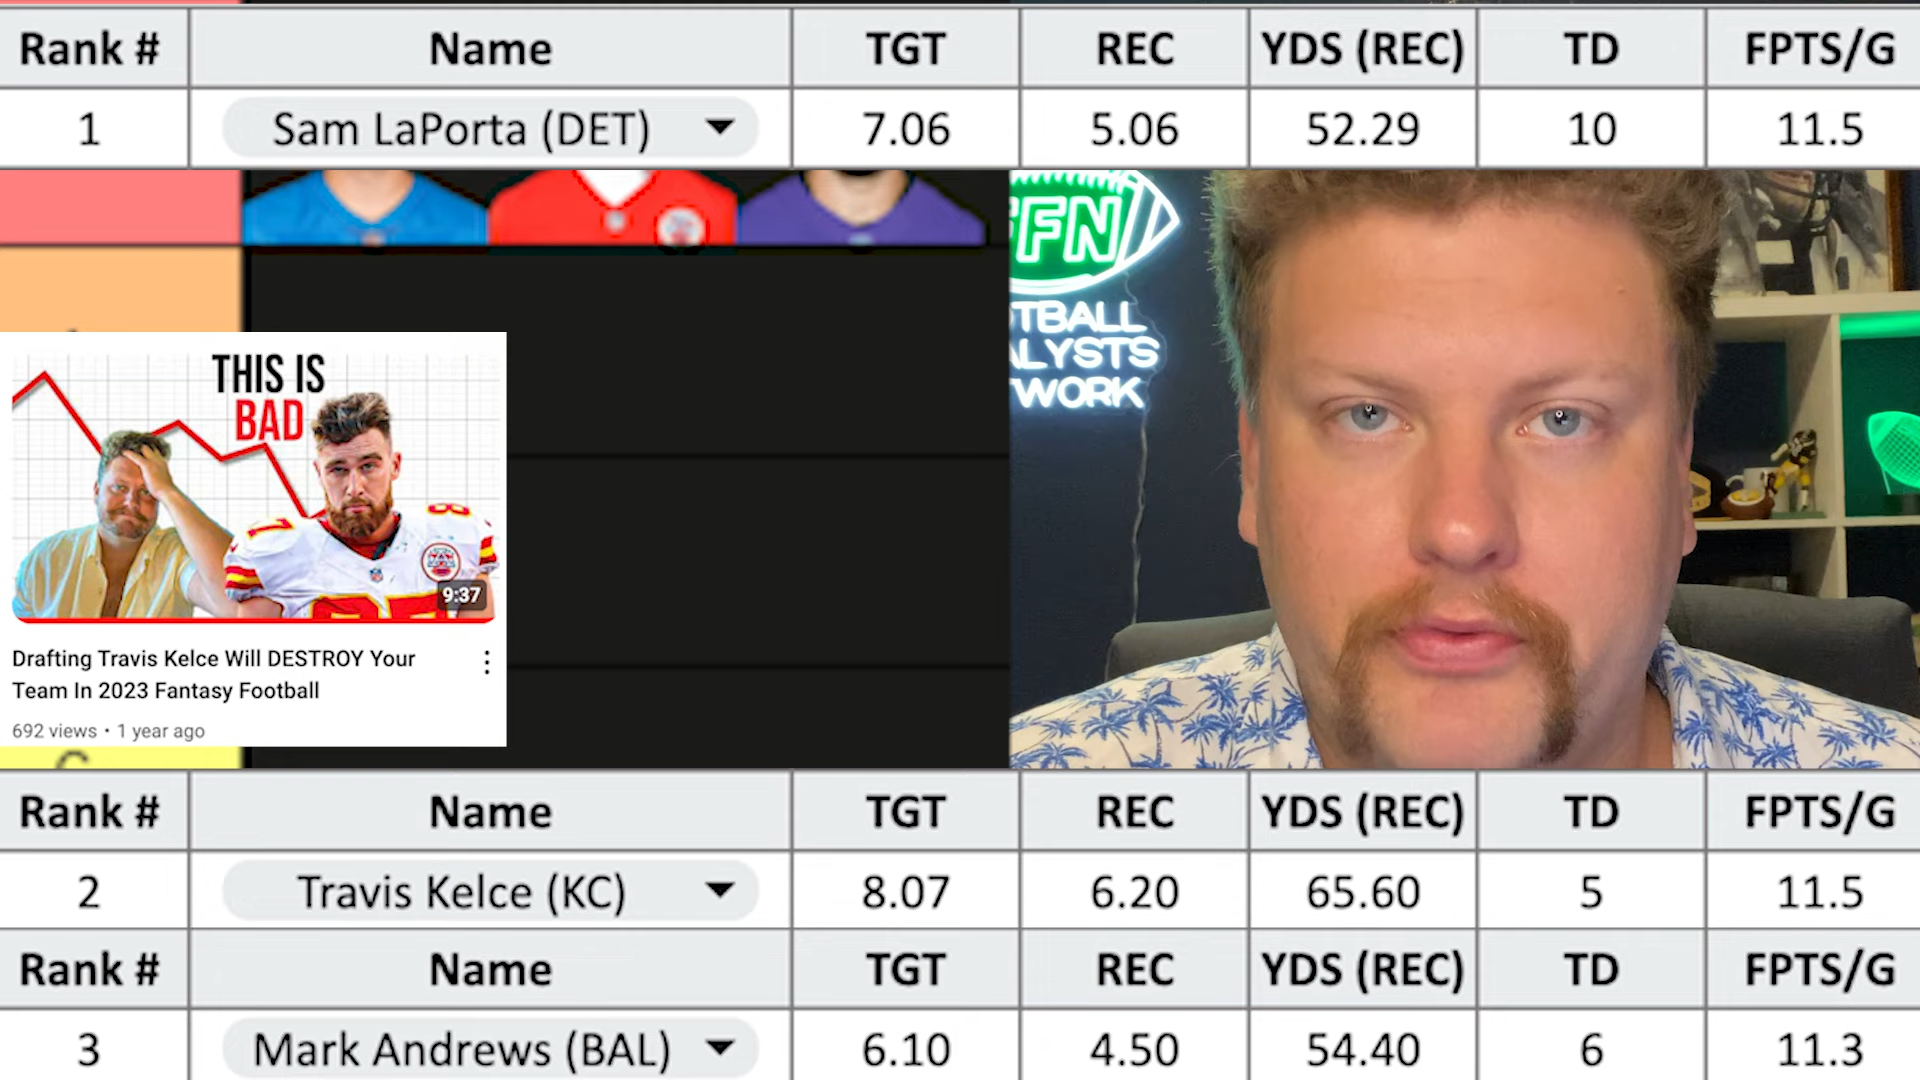 Rank # Name TGT REC YDS (REC) TD FPTS/G
1 Sam LaPorta (DET) 7.06 5.06 52.29 10 11.5
FFN
TBALL
ALYSTS
WORK
THIS IS
BAD
87
9:37
Drafting Travis Kelce Will DESTROY Your
Team In 2023 Fantasy Football
692 views • 1 year ago
C
Rank # Name TGT REC YDS (REC) TD FPTS/G
2 Travis Kelce (KC) 8.07 6.20 65.60 5 11.5
Rank # Name TGT REC YDS (REC) TD FPTS/G
3 Mark Andrews (BAL) 6.10 4.50 54.40 6 11.3